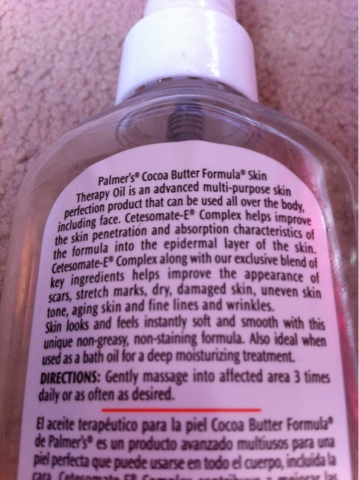 Palmer's® Cocoa Butter Formula® Skin
Therapy Oil is an advanced multi-purpose skin
perfection product that can be used all over the body,
including face. Cetesomate-E® Complex helps improve
the skin penetration and absorption characteristics of
the formula into the epidermal layer of the skin.
Cetesomate-E® Complex along with our exclusive blend of
key ingredients helps improve the appearance of
scars, stretch marks, dry, damaged skin, uneven skin
tone, aging skin and fine lines and wrinkles.
Skin looks and feels instantly soft and smooth with this
unique non-greasy, non-staining formula. Also ideal when
used as a bath oil for a deep moisturizing treatment.
DIRECTIONS: Gently massage into affected area 3 times
daily or as often as desired.
El aceite terapéutico para la piel Cocoa Butter Formula®
de Palmer's® es un producto avanzado multiusos para una
piel perfecta que puede usarse en todo el cuerpo, incluida la
cara. Cetesomate-E® Complex contribuye a mejorar las